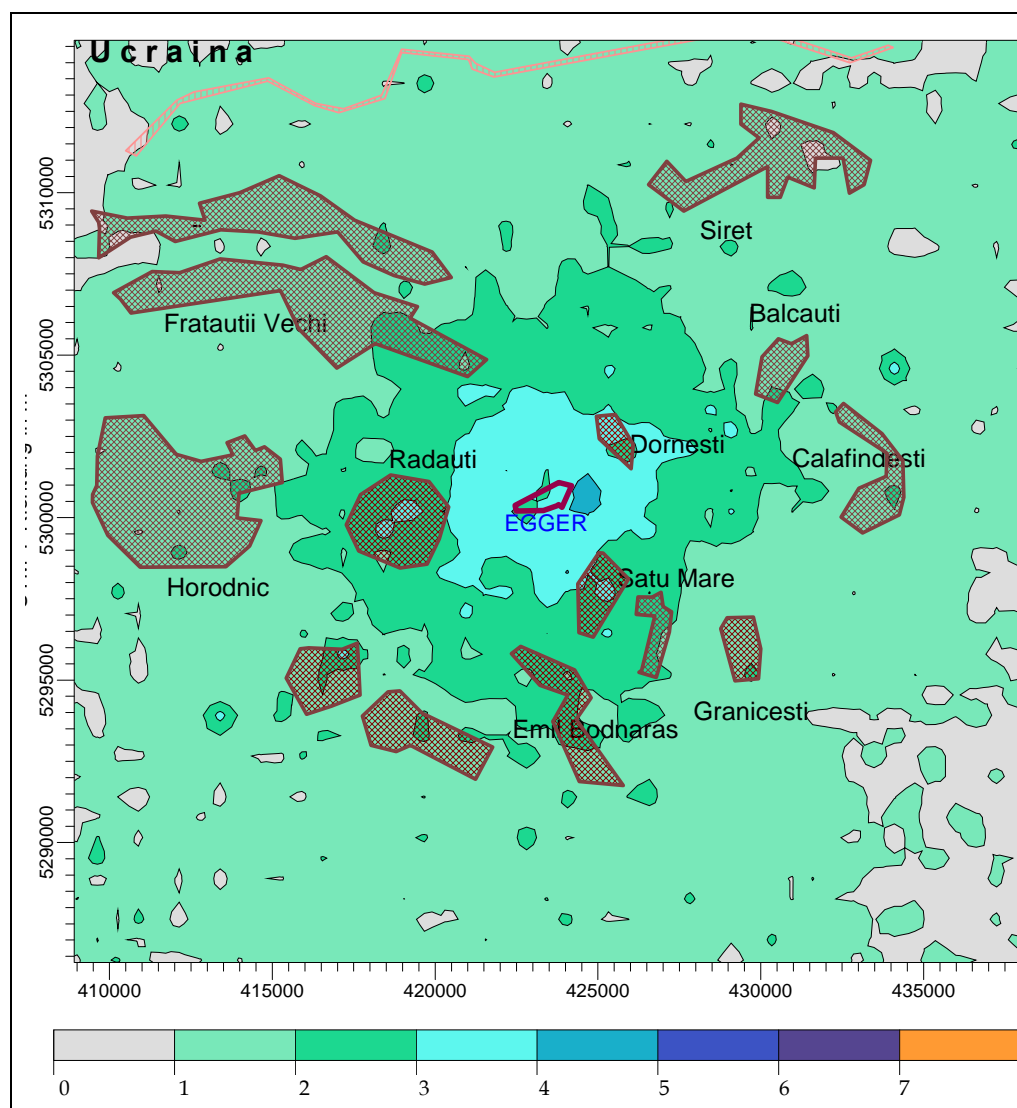 Ucraina
5310000
Siret
Balcauti
Fratautii Vechi
5305000
Dornesti
Radauti
Calafindesti
5300000
EGGER
Satu Mare
Horodnic
5295000
Granicesti
Emil Bodnaras
5290000
410000 415000 420000 425000 430000 435000
0 1 2 3 4 5 6 7